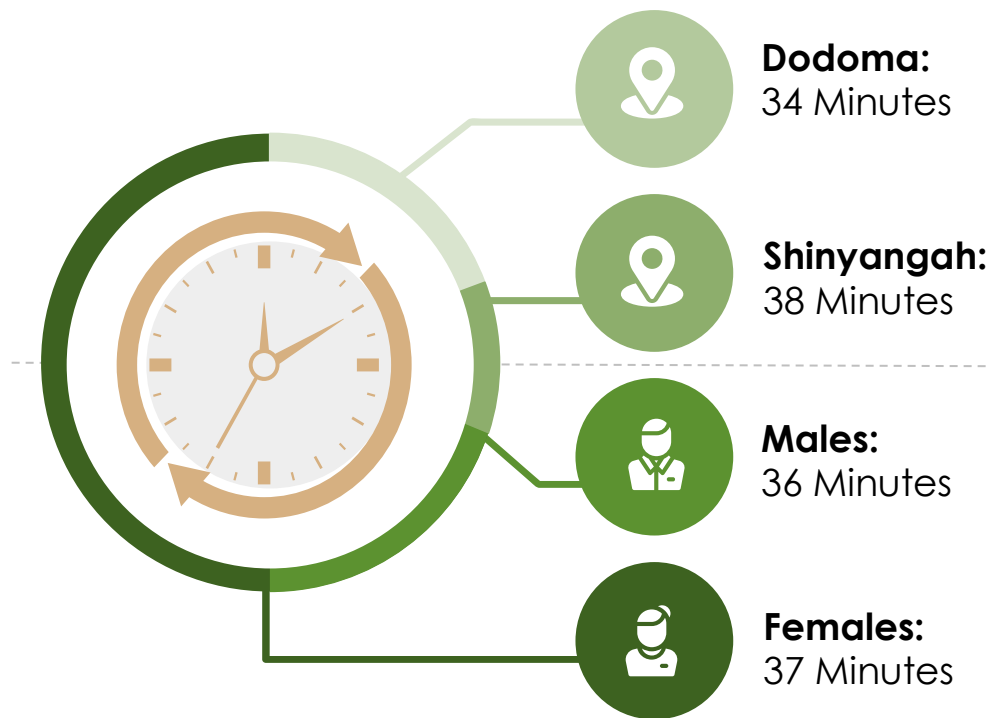 Dodoma:
34 Minutes
Shinyangah:
38 Minutes
Males:
36 Minutes
Females:
37 Minutes